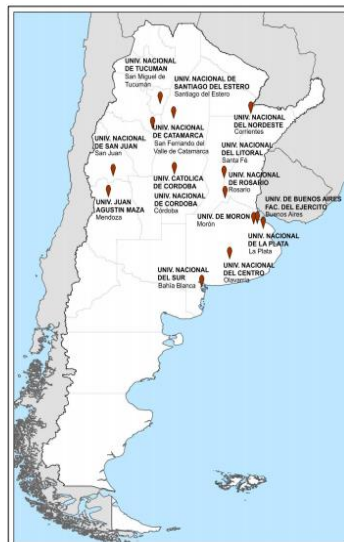 UNIV. NACIONAL
DE TUCUMAN
San Miguel de
Tucumán
UNIV. NACIONAL DE
SANTIAGO DEL ESTERO
Santiago del Estero
UNIV. NACIONAL
DEL NORDESTE
Corrientes
UNIV. NACIONAL
DE CATAMARCA
San Fernando del
Valle de Catamarca
UNIV. NACIONAL
DE SAN JUAN
San Juan
UNIV. NACIONAL
DEL LITORAL
Santa Fé
UNIV. CATOLICA
DE CORDOBA
UNIV. NACIONAL
DE CORDOBA
Córdoba
UNIV. NACIONAL
DE ROSARIO
Rosario
UNIV. JUAN
AGUSTIN MAZA
Mendoza
UNIV. DE BUENOS AIRES
FAC. DEL EJERCITO
Buenos Aires
UNIV. DE MORON
Morón
UNIV. NACIONAL
DE LA PLATA
La Plata
UNIV. NACIONAL
DEL CENTRO
Olavarria
UNIV. NACIONAL
DEL SUR
Bahía Blanca